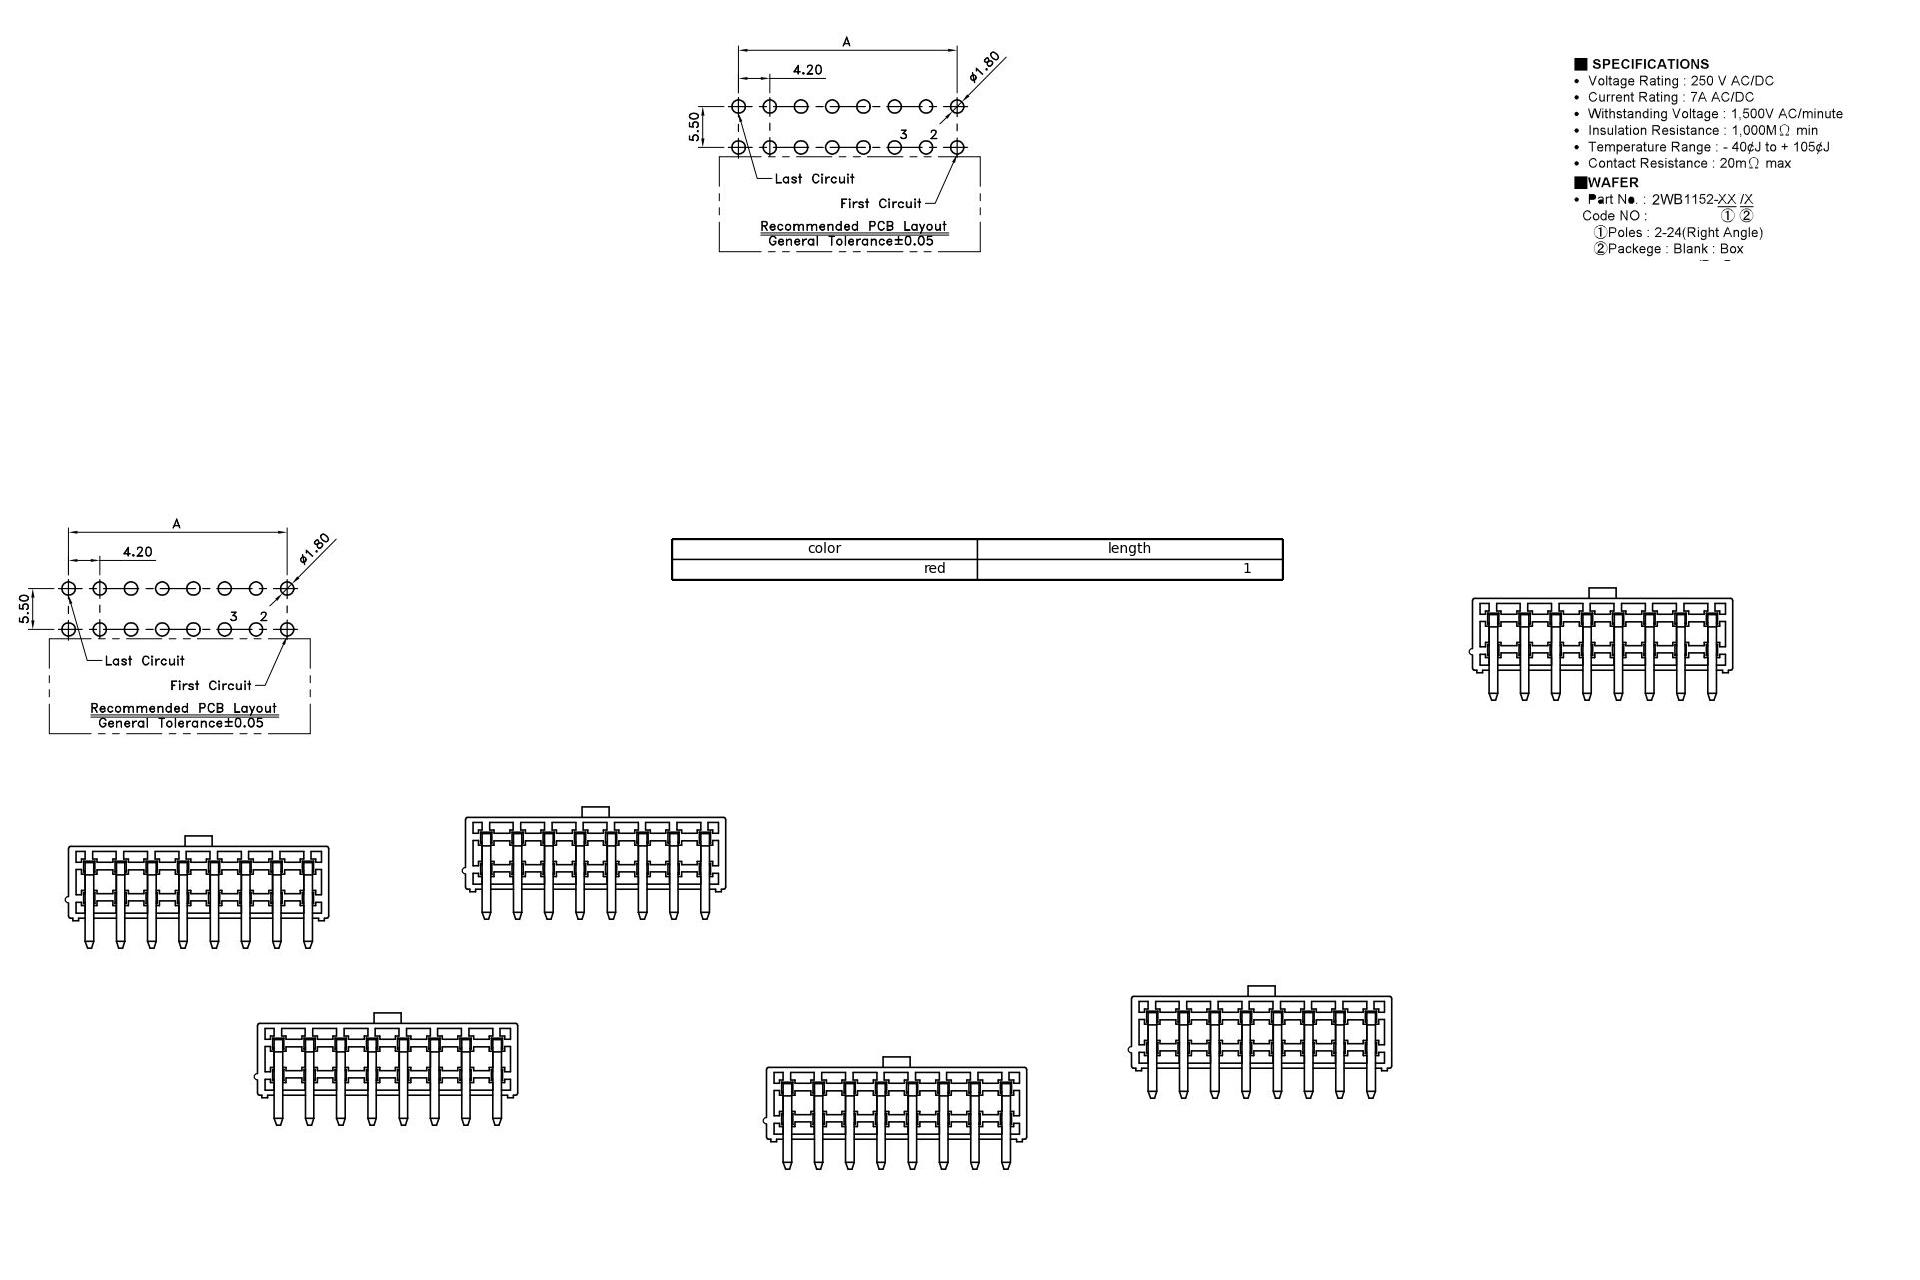 A
4.20
ø1.80
5.50
3 2
Last Circuit
First Circuit
Recommended PCB Layout
General Tolerance±0.05
■ SPECIFICATIONS
• Voltage Rating : 250 V AC/DC
• Current Rating : 7A AC/DC
• Withstanding Voltage : 1,500V AC/minute
• Insulation Resistance : 1,000MΩ min
• Temperature Range : - 40¢J to + 105¢J
• Contact Resistance : 20mΩ max
■WAFER
• Part No. : 2WB1152-XX /X
Code NO : ① ②
①Poles : 2-24(Right Angle)
②Packege : Blank : Box
A
4.20
ø1.80
5.50
3 2
Last Circuit
First Circuit
Recommended PCB Layout
General Tolerance±0.05
color length
red 1